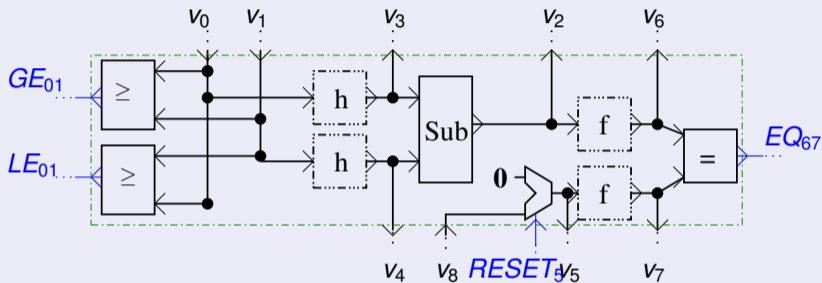 v0 v1 v3 v2 v6
GE01 ≥ h Sub f
LE01 ≥ h 0 f = EQ67
v4 v8 RESET5 v5 v7